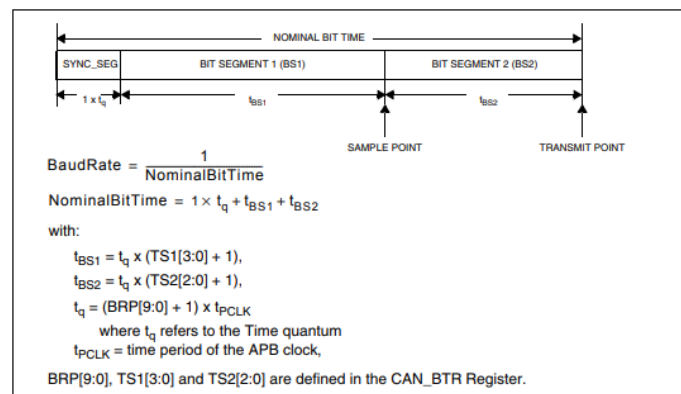 NOMINAL BIT TIME
SYNC_SEG BIT SEGMENT 1 (BS1) BIT SEGMENT 2 (BS2)
1 x tq tBS1 tBS2
SAMPLE POINT TRANSMIT POINT
BaudRate = 1 / NominalBitTime
NominalBitTime = 1 × tq + tBS1 + tBS2
with:
tBS1 = tq x (TS1[3:0] + 1),
tBS2 = tq x (TS2[2:0] + 1),
tq = (BRP[9:0] + 1) x tPCLK
where tq refers to the Time quantum
tPCLK = time period of the APB clock,
BRP[9:0], TS1[3:0] and TS2[2:0] are defined in the CAN_BTR Register.